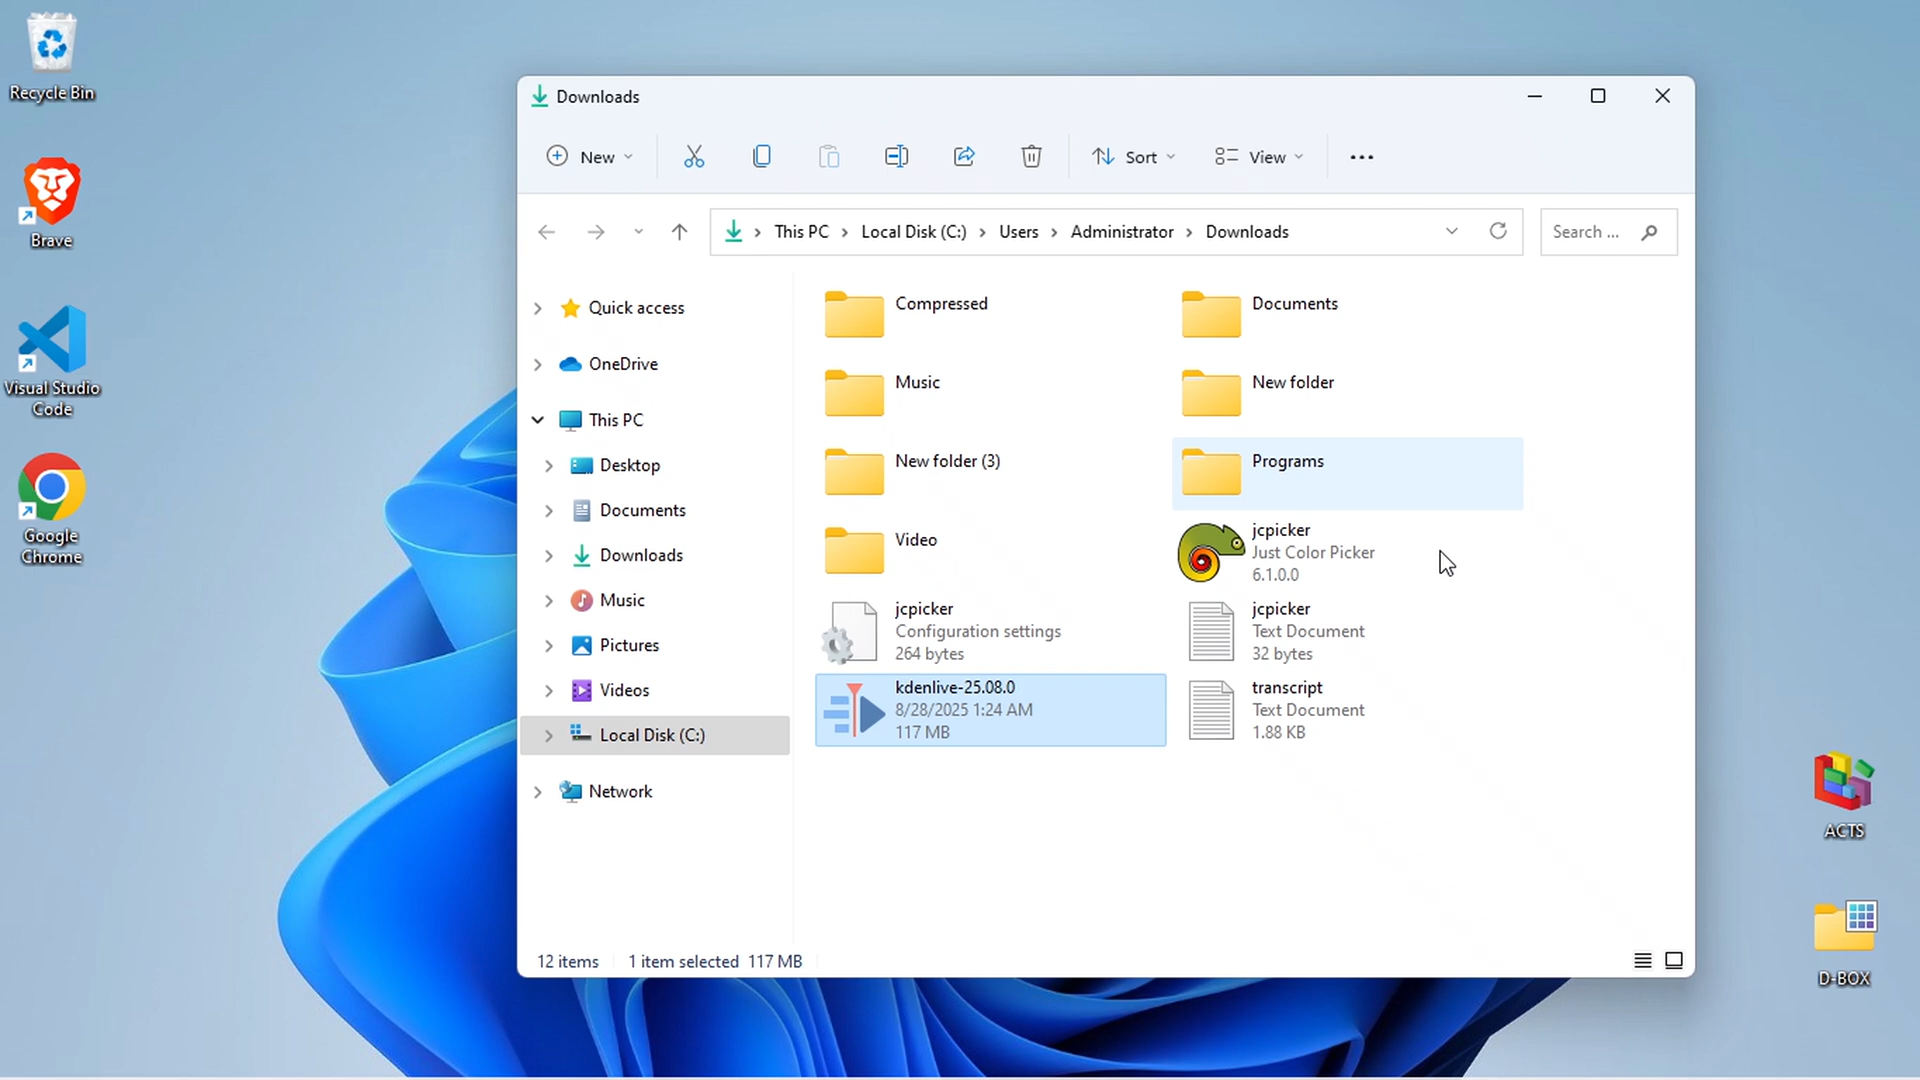 Recycle Bin
Brave
Visual Studio
Code
Google
Chrome
Downloads
New
Sort
View
This PC
Local Disk (C:)
Users
Administrator
Downloads
Search ...
Quick access
OneDrive
This PC
Desktop
Documents
Downloads
Music
Pictures
Videos
Local Disk (C:)
Network
Compressed
Documents
Music
New folder
New folder (3)
Programs
Video
jcpicker
Just Color Picker
6.1.0.0
jcpicker
Configuration settings
264 bytes
jcpicker
Text Document
32 bytes
kdenlive-25.08.0
8/28/2025 1:24 AM
117 MB
transcript
Text Document
1.88 KB
12 items
1 item selected 117 MB
ACTS
D-BOX